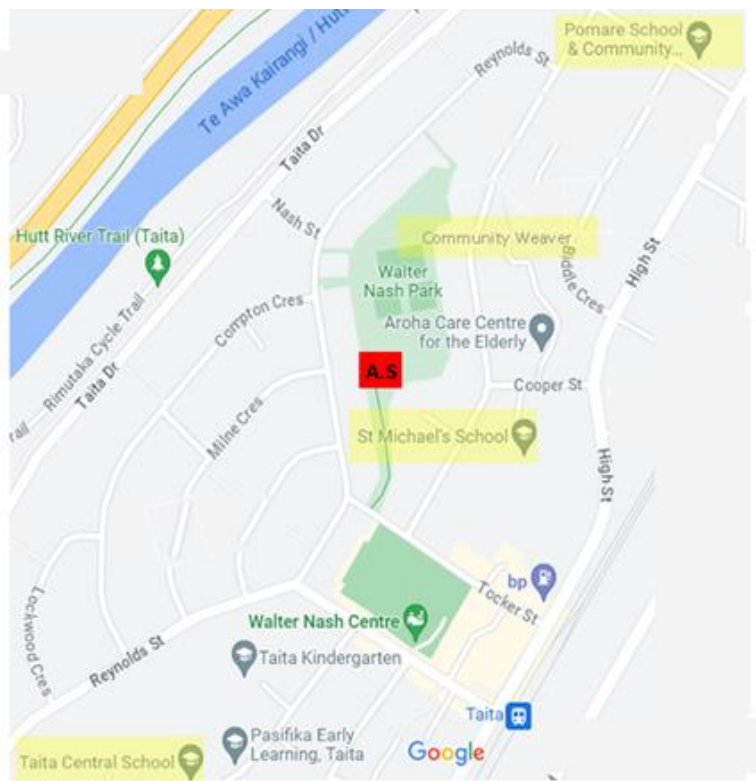 Pomare School
& Community...
Reynolds St
Te Awa Kairangi / Hutt
Taita Dr
Nash St
Hutt River Trail (Taita)
Community Weaver
Walter
Nash Park
Biddle Cres
High St
Compton Cres
Rimutaka Cycle Trail
Aroha Care Centre
for the Elderly
Taita Dr
A.S
Cooper St
rail
Milne Cres
St Michael's School
High St
bp
Tocker St
Lockwood Cres
Walter Nash Centre
Reynolds St
Taita Kindergarten
Taita
Pasifika Early
Learning, Taita
Google
Taita Central School